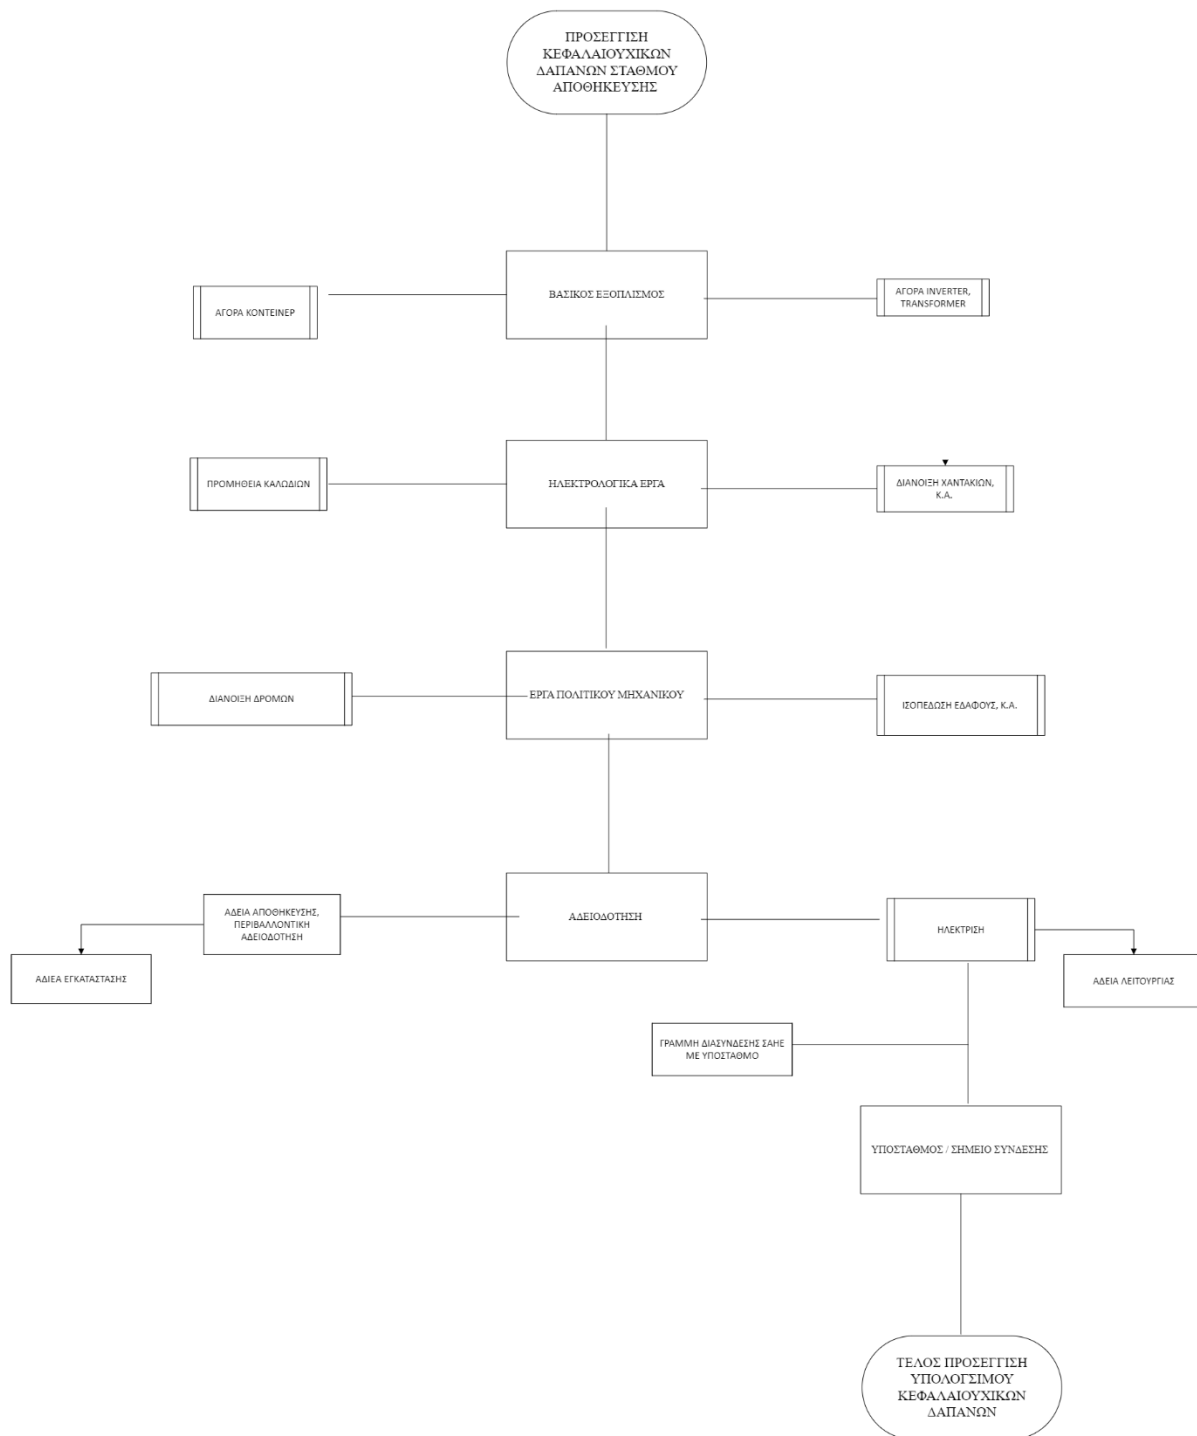 ΠΡΟΣΕΓΓΙΣΗ
ΚΕΦΑΛΑΙΟΥΧΙΚΩΝ
ΔΑΠΑΝΩΝ ΣΤΑΘΜΟΥ
ΑΠΟΘΗΚΕΥΣΗΣ
ΒΑΣΙΚΟΣ ΕΞΟΠΛΙΣΜΟΣ
ΑΓΟΡΑ ΚΟΝΤΕΙΝΕΡ
ΑΓΟΡΑ INVERTER,
TRANSFORMER
ΠΡΟΜΗΘΕΙΑ ΚΑΛΩΔΙΩΝ
ΗΛΕΚΤΡΟΛΟΓΙΚΑ ΕΡΓΑ
ΔΙΑΝΟΙΞΗ ΧΑΝΤΑΚΙΩΝ,
Κ.Α.
ΔΙΑΝΟΙΞΗ ΔΡΟΜΩΝ
ΕΡΓΑ ΠΟΛΙΤΙΚΟΥ ΜΗΧΑΝΙΚΟΥ
ΙΣΟΠΕΔΩΣΗ ΕΔΑΦΟΥΣ, Κ.Α.
ΑΔΕΙΑ ΑΠΟΘΗΚΕΥΣΗΣ,
ΠΕΡΙΒΑΛΛΟΝΤΙΚΗ
ΑΔΕΙΟΔΟΤΗΣΗ
ΑΔΕΙΟΔΟΤΗΣΗ
ΗΛΕΚΤΡΙΣΗ
ΑΔΙΕΑ ΕΓΚΑΤΑΣΤΑΣΗΣ
ΑΔΕΙΑ ΛΕΙΤΟΥΡΓΙΑΣ
ΓΡΑΜΜΗ ΔΙΑΣΥΝΔΕΣΗΣ ΣΑΗΕ
ΜΕ ΥΠΟΣΤΑΘΜΟ
ΥΠΟΣΤΑΘΜΟΣ / ΣΗΜΕΙΟ ΣΥΝΔΕΣΗΣ
ΤΕΛΟΣ ΠΡΟΣΕΓΓΙΣΗ
ΥΠΟΛΟΓΣΙΜΟΥ
ΚΕΦΑΛΑΙΟΥΧΙΚΩΝ
ΔΑΠΑΝΩΝ